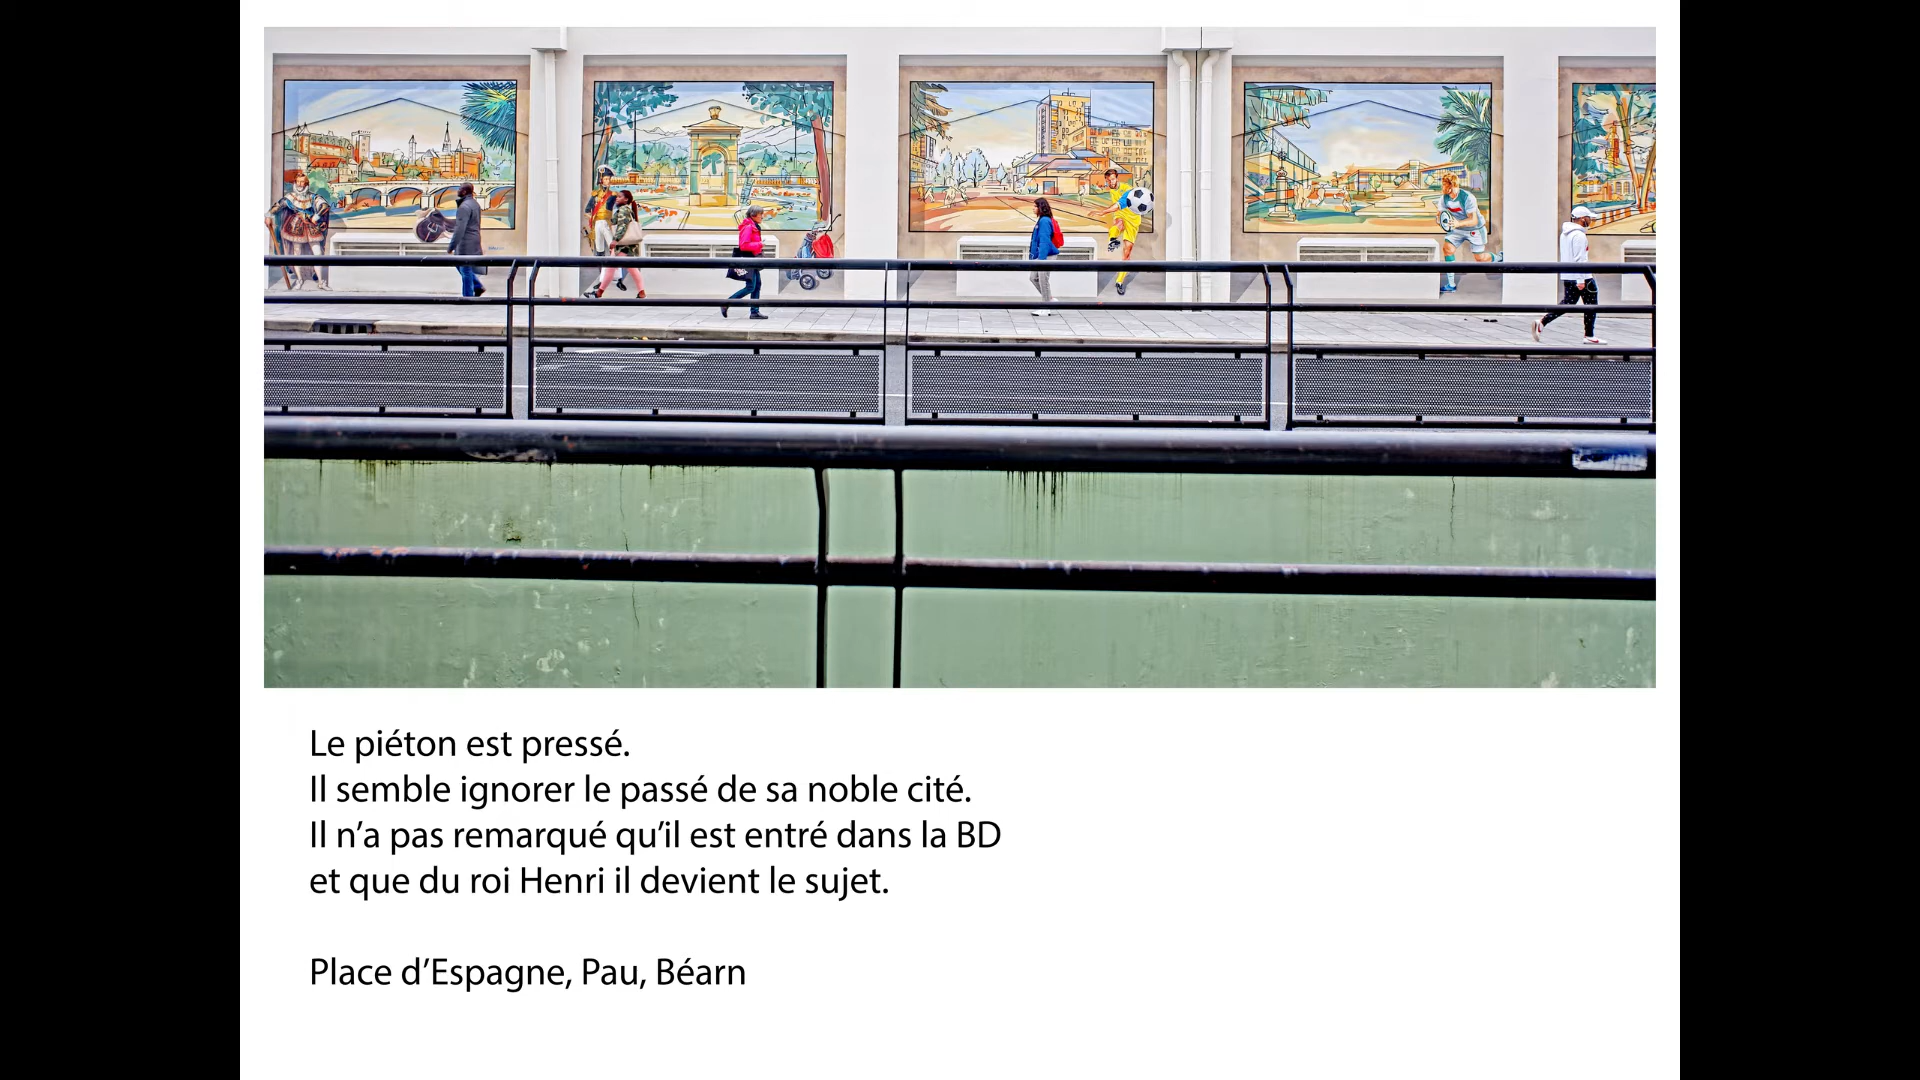 Le piéton est pressé.
Il semble ignorer le passé de sa noble cité.
Il n’a pas remarqué qu’il est entré dans la BD
et que du roi Henri il devient le sujet.
Place d’Espagne, Pau, Béarn